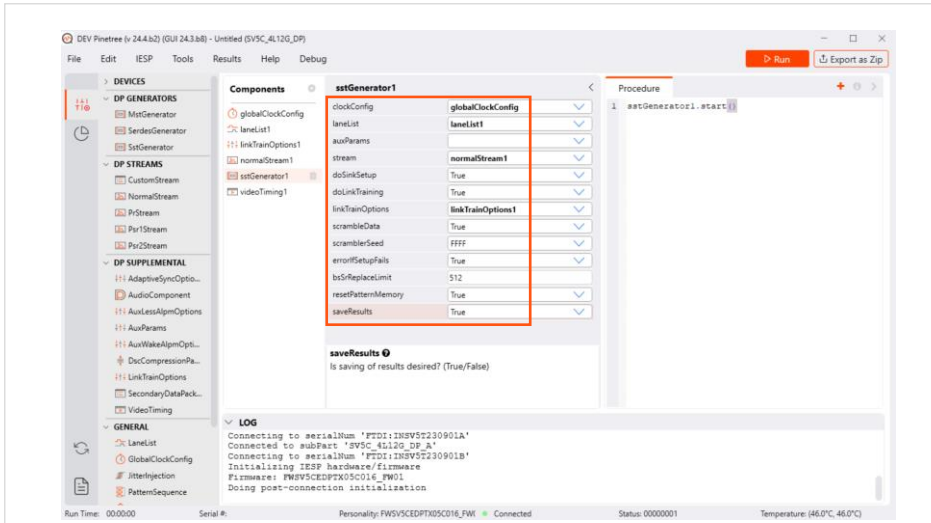 DEV Pinetree (v 24.4.b2) (GUI 24.3.b8) - Untitled (SV5C_4L12G_DP)
File Edit IESP Tools Results Help Debug
Run Export as Zip
DEVICES
DP GENERATORS
MstGenerator
SerdesGenerator
SstGenerator
DP STREAMS
CustomStream
NormalStream
PrStream
Psr1Stream
Psr2Stream
DP SUPPLEMENTAL
AdaptiveSyncOptio...
AudioComponent
AuxLessAlpmOptions
AuxParams
AuxWakeAlpmOpti...
DscCompressionPa...
LinkTrainOptions
SecondaryDataPack...
VideoTiming
GENERAL
LaneList
GlobalClockConfig
JitterInjection
PatternSequence
Components
globalClockConfig
laneList1
linkTrainOptions1
normalStream1
sstGenerator1
videoTiming1
sstGenerator1
clockConfig globalClockConfig
laneList laneList1
auxParams
stream normalStream1
doSinkSetup True
doLinkTraining True
linkTrainOptions linkTrainOptions1
scrambleData True
scramblerSeed FFFF
errorIfSetupFails True
bsSrReplaceLimit 512
resetPatternMemory True
saveResults True
saveResults
Is saving of results desired? (True/False)
Procedure
1 sstGenerator1.start()
LOG
Connecting to serialNum 'FTDI:INSV5T230901A'
Connected to subPart 'SV5C_4L12G_DP_A'
Connecting to serialNum 'FTDI:INSV5T230901B'
Initializing IESP hardware/firmware
Firmware: FWSV5CEDPTX05C016_FW01
Doing post-connection initialization
Run Time: 00:00:00 Serial #: Personality: FWSV5CEDPTX05C016_FWI Connected Status: 00000001 Temperature: (46.0°C, 46.0°C)